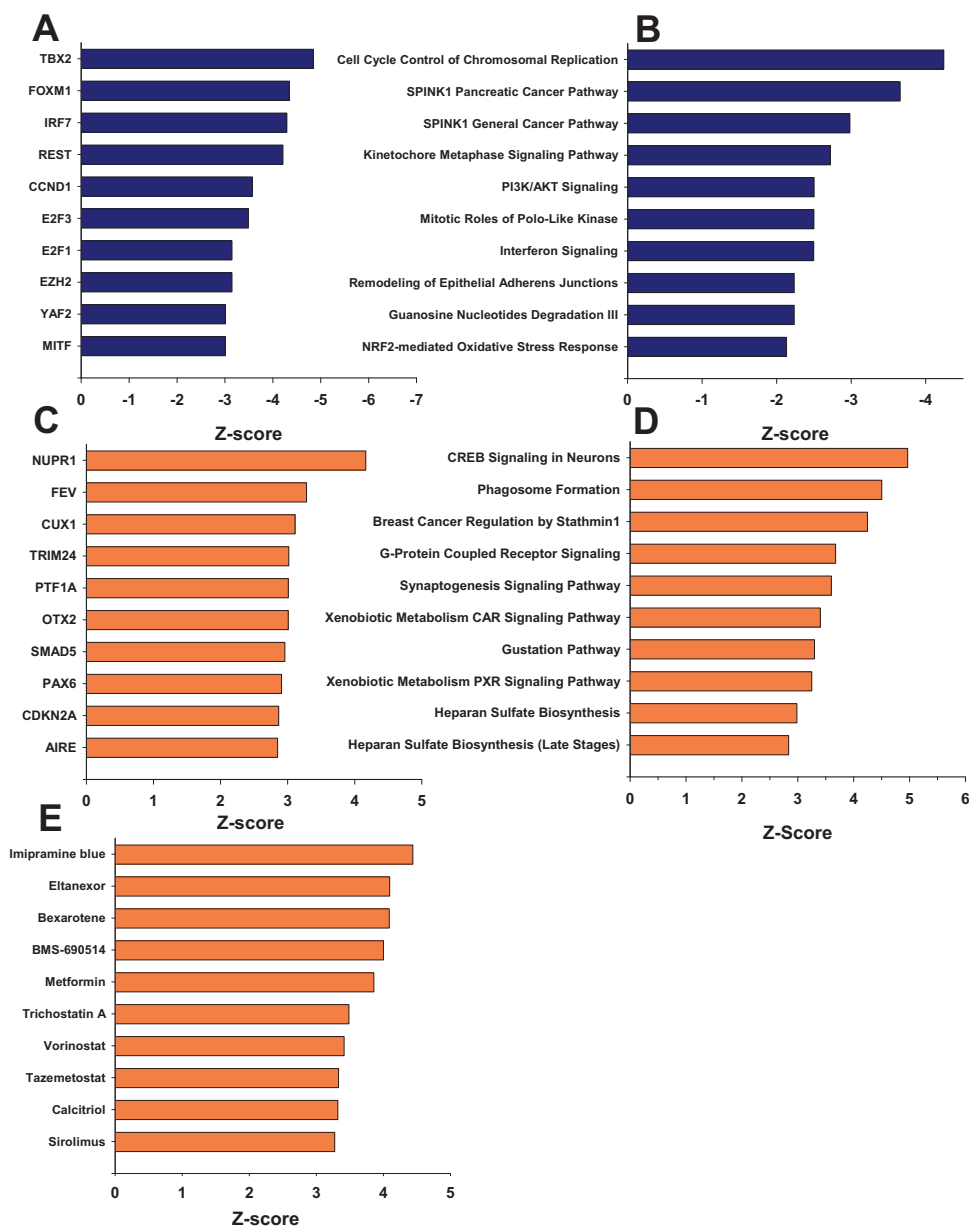 A
TBX2
FOXM1
IRF7
REST
CCND1
E2F3
E2F1
EZH2
YAF2
MITF
0 -1 -2 -3 -4 -5 -6 -7
Z-score
B
Cell Cycle Control of Chromosomal Replication
SPINK1 Pancreatic Cancer Pathway
SPINK1 General Cancer Pathway
Kinetochore Metaphase Signaling Pathway
PI3K/AKT Signaling
Mitotic Roles of Polo-Like Kinase
Interferon Signaling
Remodeling of Epithelial Adherens Junctions
Guanosine Nucleotides Degradation III
NRF2-mediated Oxidative Stress Response
0 -1 -2 -3 -4
Z-score
C
NUPR1
FEV
CUX1
TRIM24
PTF1A
OTX2
SMAD5
PAX6
CDKN2A
AIRE
0 1 2 3 4 5
Z-score
D
CREB Signaling in Neurons
Phagosome Formation
Breast Cancer Regulation by Stathmin1
G-Protein Coupled Receptor Signaling
Synaptogenesis Signaling Pathway
Xenobiotic Metabolism CAR Signaling Pathway
Gustation Pathway
Xenobiotic Metabolism PXR Signaling Pathway
Heparan Sulfate Biosynthesis
Heparan Sulfate Biosynthesis (Late Stages)
0 1 2 3 4 5 6
Z-Score
E
Imipramine blue
Eltanexor
Bexarotene
BMS-690514
Metformin
Trichostatin A
Vorinostat
Tazemetostat
Calcitriol
Sirolimus
0 1 2 3 4 5
Z-score